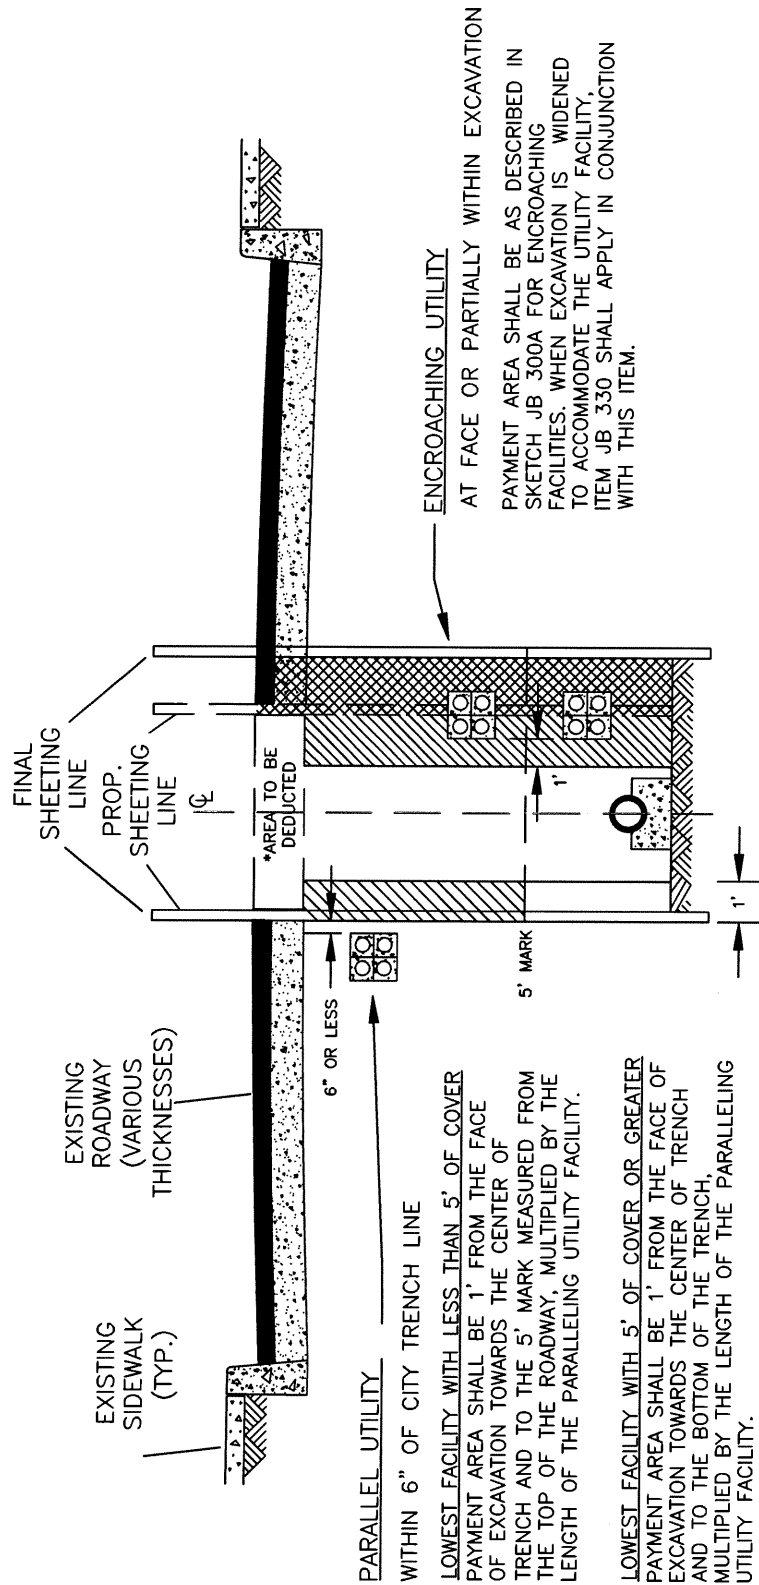 EXISTING
SIDEWALK
(TYP.)
EXISTING
ROADWAY
(VARIOUS
THICKNESSES)
FINAL
SHEETING
LINE
PROP.
SHEETING
LINE
℄
*AREA TO BE
DEDUCTED
6" OR LESS
5' MARK
1'
1'
PARALLEL UTILITY
WITHIN 6" OF CITY TRENCH LINE
LOWEST FACILITY WITH LESS THAN 5' OF COVER
PAYMENT AREA SHALL BE 1' FROM THE FACE
OF EXCAVATION TOWARDS THE CENTER OF
TRENCH AND TO THE 5' MARK MEASURED FROM
THE TOP OF THE ROADWAY, MULTIPLIED BY THE
LENGTH OF THE PARALLELING UTILITY FACILITY.
LOWEST FACILITY WITH 5' OF COVER OR GREATER
PAYMENT AREA SHALL BE 1' FROM THE FACE OF
EXCAVATION TOWARDS THE CENTER OF TRENCH
AND TO THE BOTTOM OF THE TRENCH,
MULTIPLIED BY THE LENGTH OF THE PARALLELING
UTILITY FACILITY.
ENCROACHING UTILITY
AT FACE OR PARTIALLY WITHIN EXCAVATION
PAYMENT AREA SHALL BE AS DESCRIBED IN
SKETCH JB 300A FOR ENCROACHING
FACILITIES. WHEN EXCAVATION IS WIDENED
TO ACCOMMODATE THE UTILITY FACILITY,
ITEM JB 330 SHALL APPLY IN CONJUNCTION
WITH THIS ITEM.